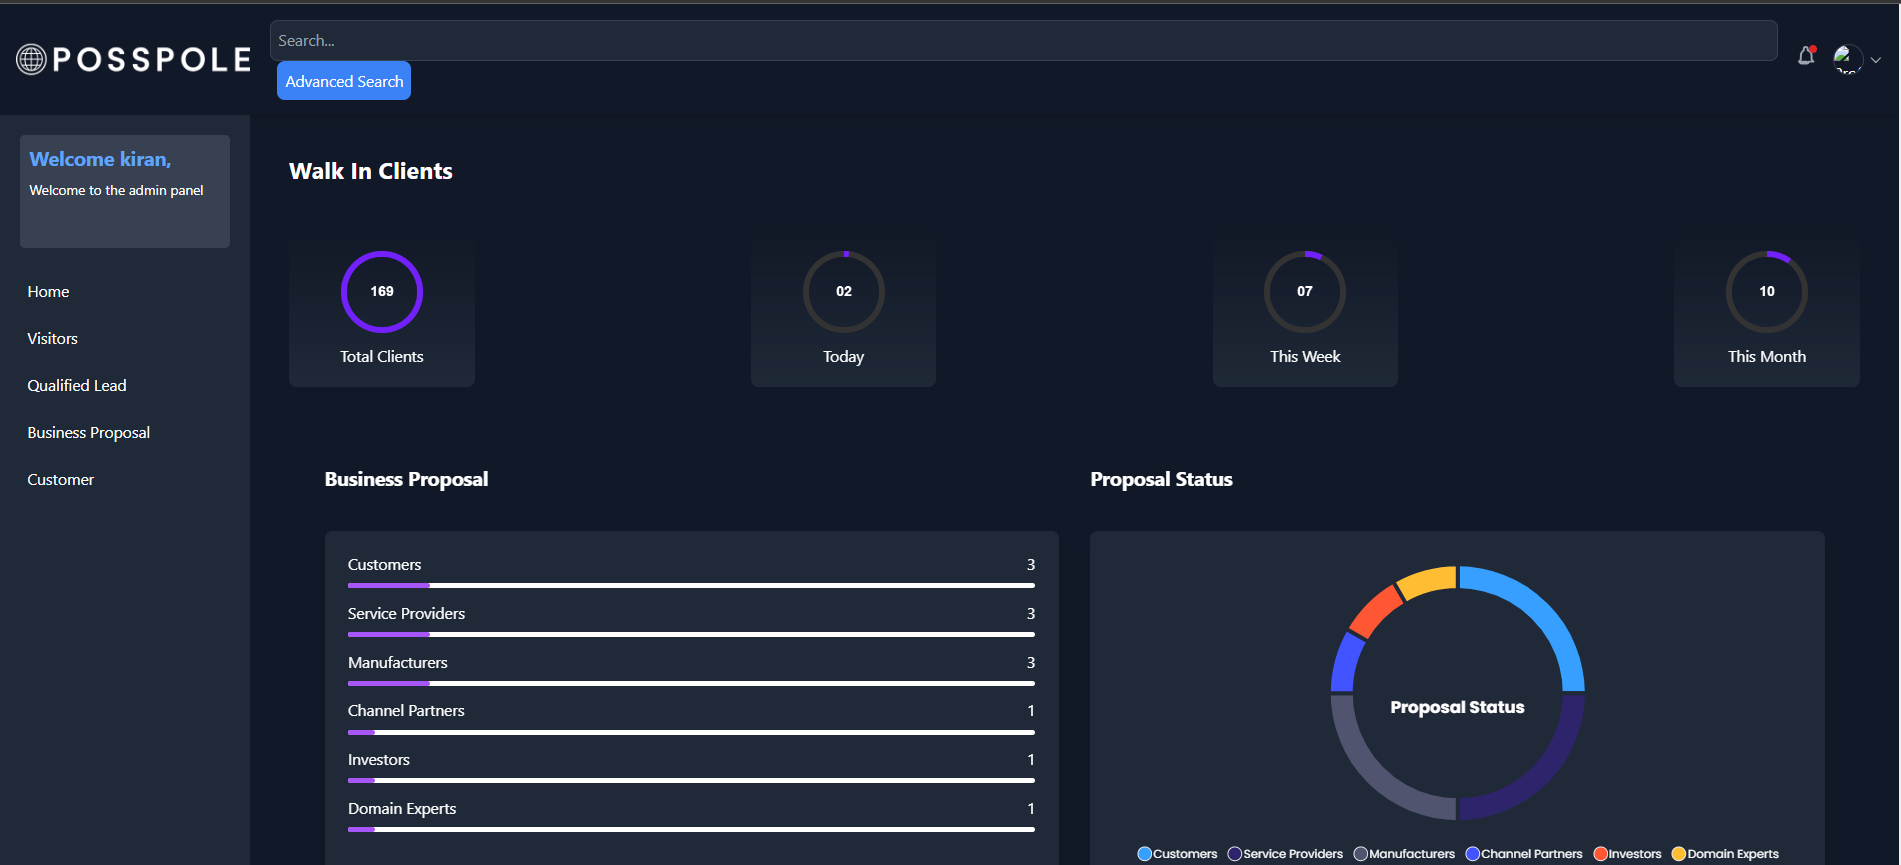 POSSPOLE
Search...
Advanced Search
Welcome kiran,
Welcome to the admin panel
Home
Visitors
Qualified Lead
Business Proposal
Customer
Walk In Clients
169
Total Clients
02
Today
07
This Week
10
This Month
Business Proposal
Customers 3
Service Providers 3
Manufacturers 3
Channel Partners 1
Investors 1
Domain Experts 1
Proposal Status
Proposal Status
Customers Service Providers Manufacturers Channel Partners Investors Domain Experts